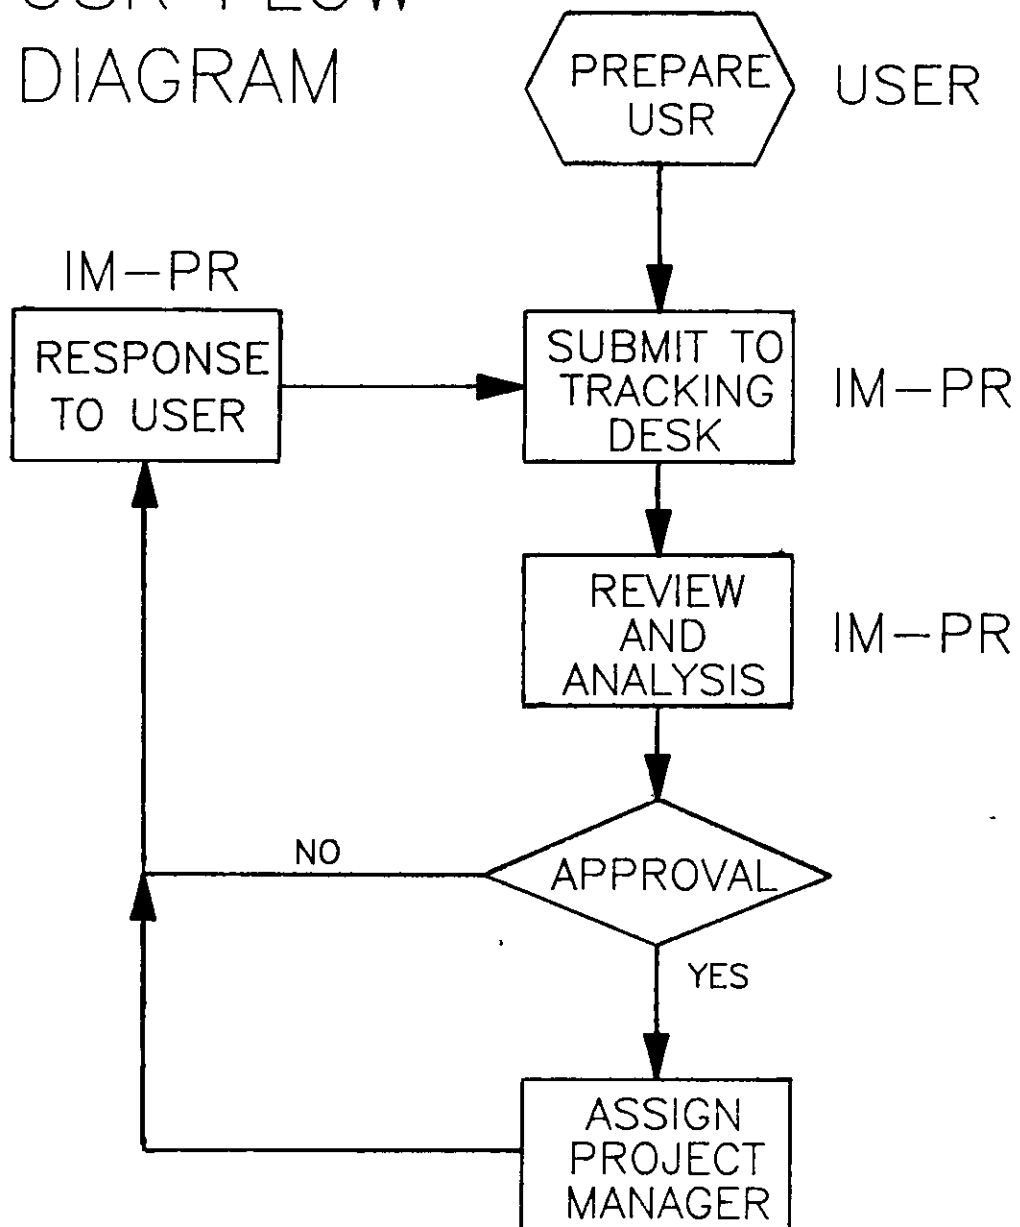 DIAGRAM
PREPARE
USR
USER
IM-PR
RESPONSE
TO USER
SUBMIT TO
TRACKING
DESK
IM-PR
REVIEW
AND
ANALYSIS
IM-PR
NO
APPROVAL
YES
ASSIGN
PROJECT
MANAGER